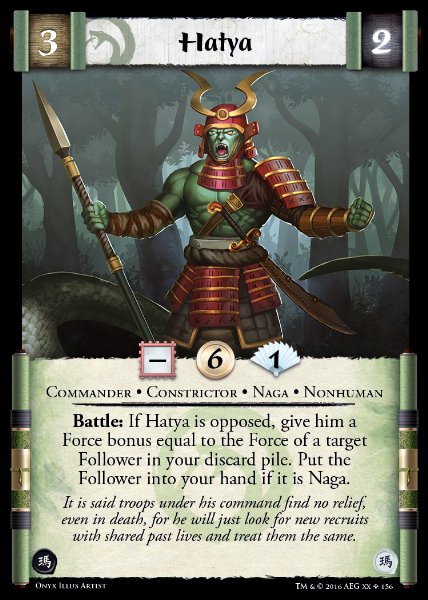 3 Hatya 2
– 6 1
Commander • Constrictor • Naga • Nonhuman
Battle: If Hatya is opposed, give him a
Force bonus equal to the Force of a target
Follower in your discard pile. Put the
Follower into your hand if it is Naga.
It is said troops under his command find no relief,
even in death, for he will just look for new recruits
with shared past lives and treat them the same.
瑪 瑪
Onyx Illus Artist TM & © 2016 AEG XX ❖ 156